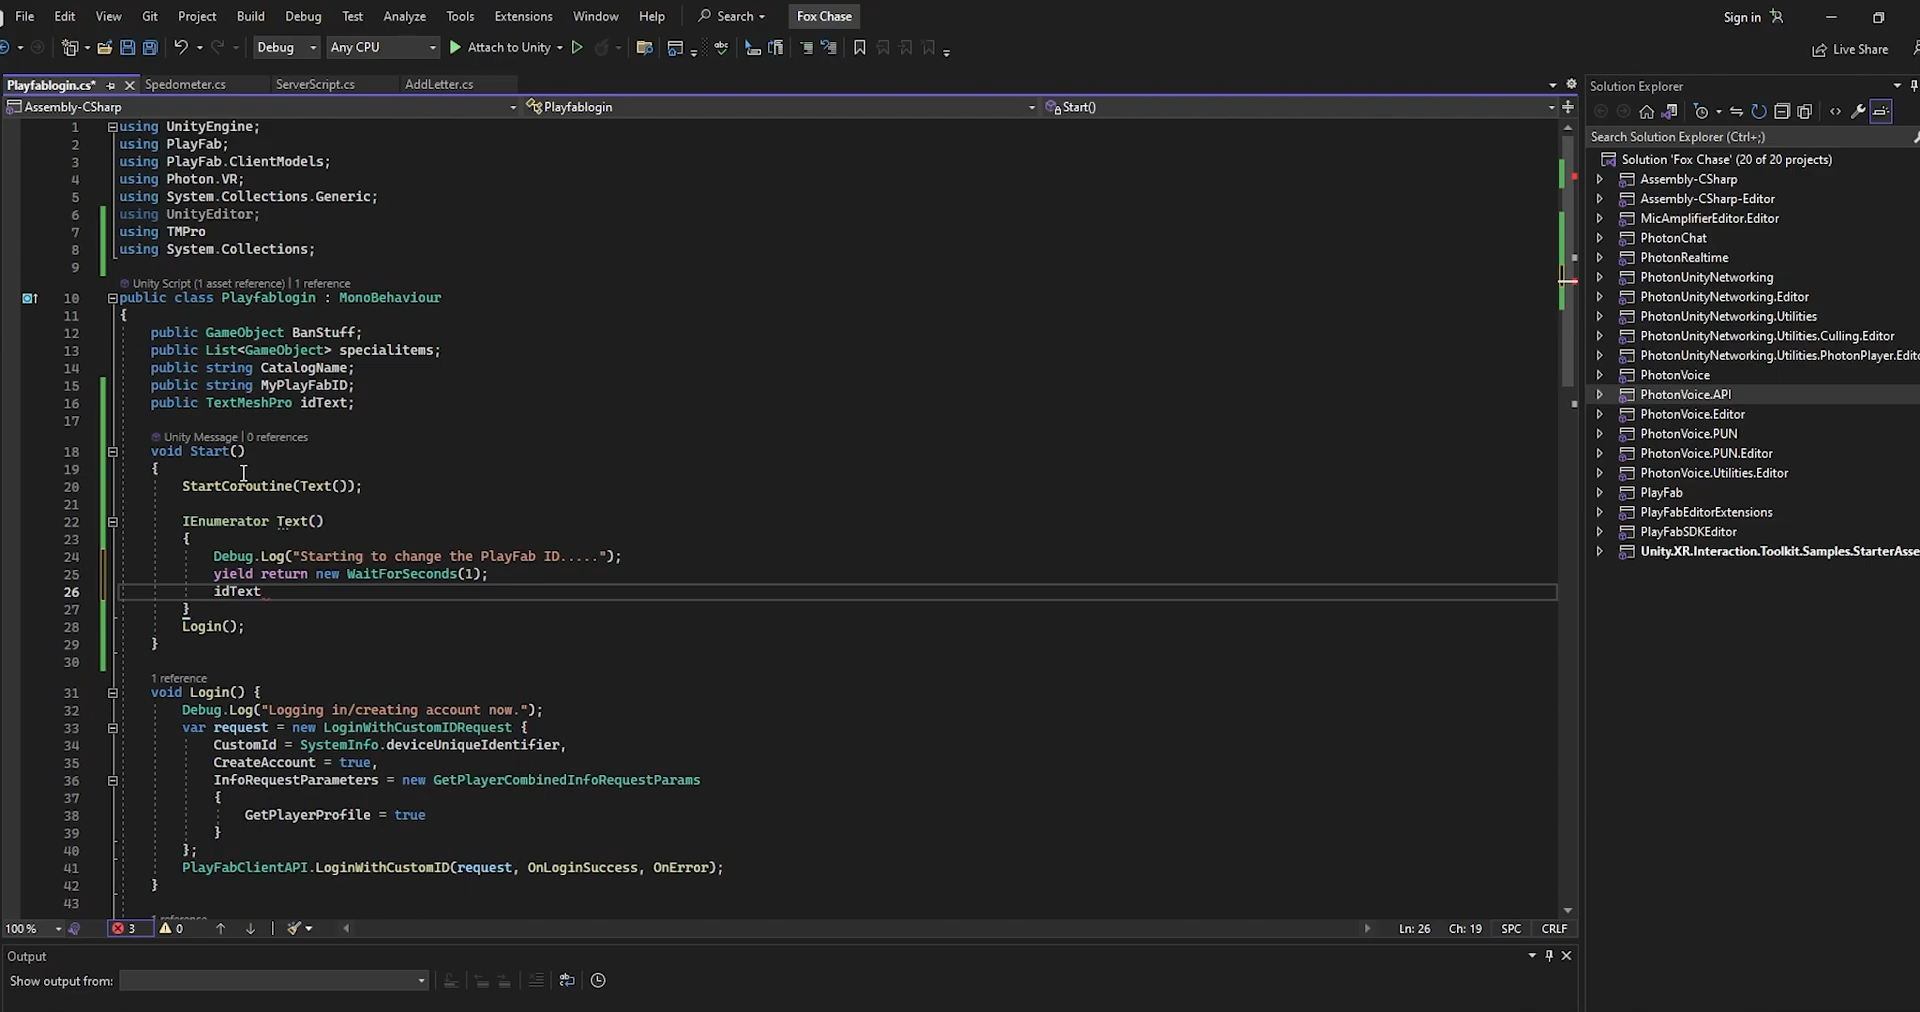 File Edit View Git Project Build Debug Test Analyze Tools Extensions Window Help Search Fox Chase Sign in
Debug Any CPU Attach to Unity Live Share
Playfablogin.cs* Spedometer.cs ServerScript.cs AddLetter.cs
Assembly-CSharp Playfablogin Start()
1 using UnityEngine;
2 using PlayFab;
3 using PlayFab.ClientModels;
4 using Photon.VR;
5 using System.Collections.Generic;
6 using UnityEditor;
7 using TMPro
8 using System.Collections;
9
Unity Script (1 asset reference) | 1 reference
10 public class Playfablogin : MonoBehaviour
11 {
12 public GameObject BanStuff;
13 public List<GameObject> specialitems;
14 public string CatalogName;
15 public string MyPlayFabID;
16 public TextMeshPro idText;
17
Unity Message | 0 references
18 void Start()
19 {
20 StartCoroutine(Text());
21
22 IEnumerator Text()
23 {
24 Debug.Log("Starting to change the PlayFab ID.....");
25 yield return new WaitForSeconds(1);
26 idText
27 }
28 Login();
29 }
30
1 reference
31 void Login() {
32 Debug.Log("Logging in/creating account now.");
33 var request = new LoginWithCustomIDRequest {
34 CustomId = SystemInfo.deviceUniqueIdentifier,
35 CreateAccount = true,
36 InfoRequestParameters = new GetPlayerCombinedInfoRequestParams
37 {
38 GetPlayerProfile = true
39 }
40 };
41 PlayFabClientAPI.LoginWithCustomID(request, OnLoginSuccess, OnError);
42 }
43
1 reference
100 % 3 0 Ln: 26 Ch: 19 SPC CRLF
Output
Show output from:
Solution Explorer
Search Solution Explorer (Ctrl+;)
Solution 'Fox Chase' (20 of 20 projects)
Assembly-CSharp
Assembly-CSharp-Editor
MicAmplifierEditor.Editor
PhotonChat
PhotonRealtime
PhotonUnityNetworking
PhotonUnityNetworking.Editor
PhotonUnityNetworking.Utilities
PhotonUnityNetworking.Utilities.Culling.Editor
PhotonUnityNetworking.Utilities.PhotonPlayer.Edito
PhotonVoice
PhotonVoice.API
PhotonVoice.Editor
PhotonVoice.PUN
PhotonVoice.PUN.Editor
PhotonVoice.Utilities.Editor
PlayFab
PlayFabEditorExtensions
PlayFabSDKEditor
Unity.XR.Interaction.Toolkit.Samples.StarterAsse